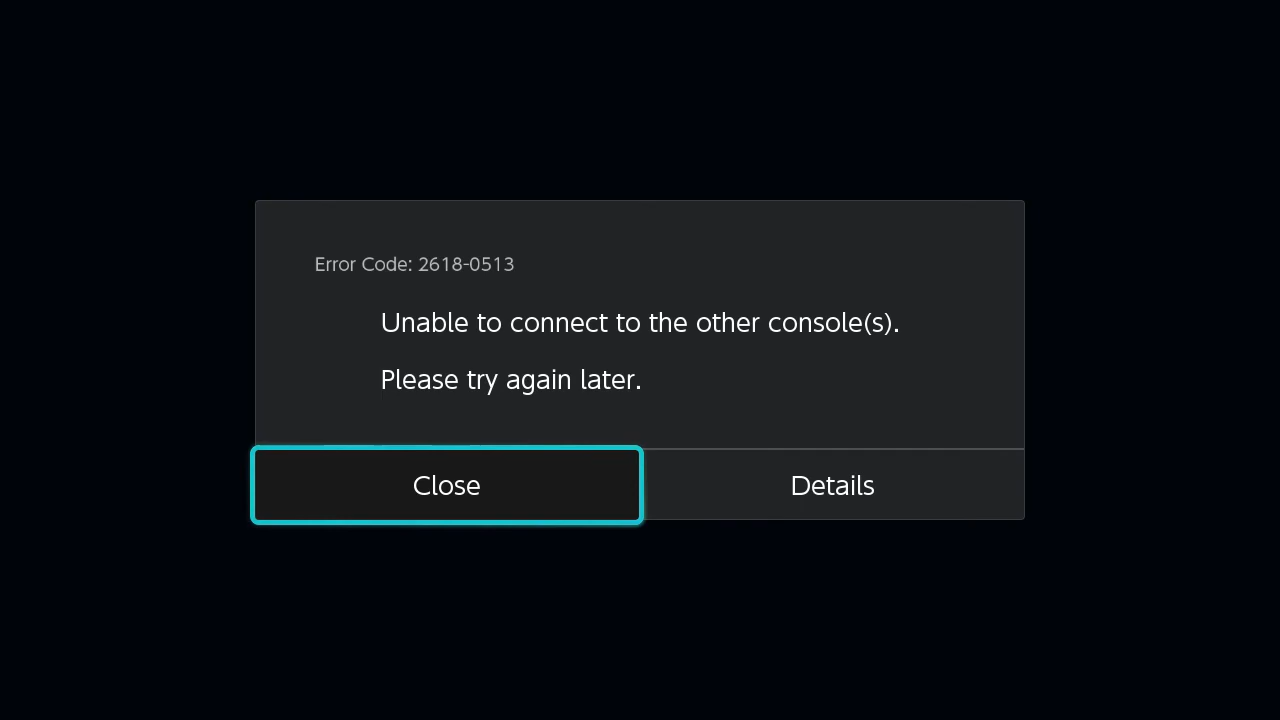 Error Code: 2618-0513
Unable to connect to the other console(s).
Please try again later.
Close
Details